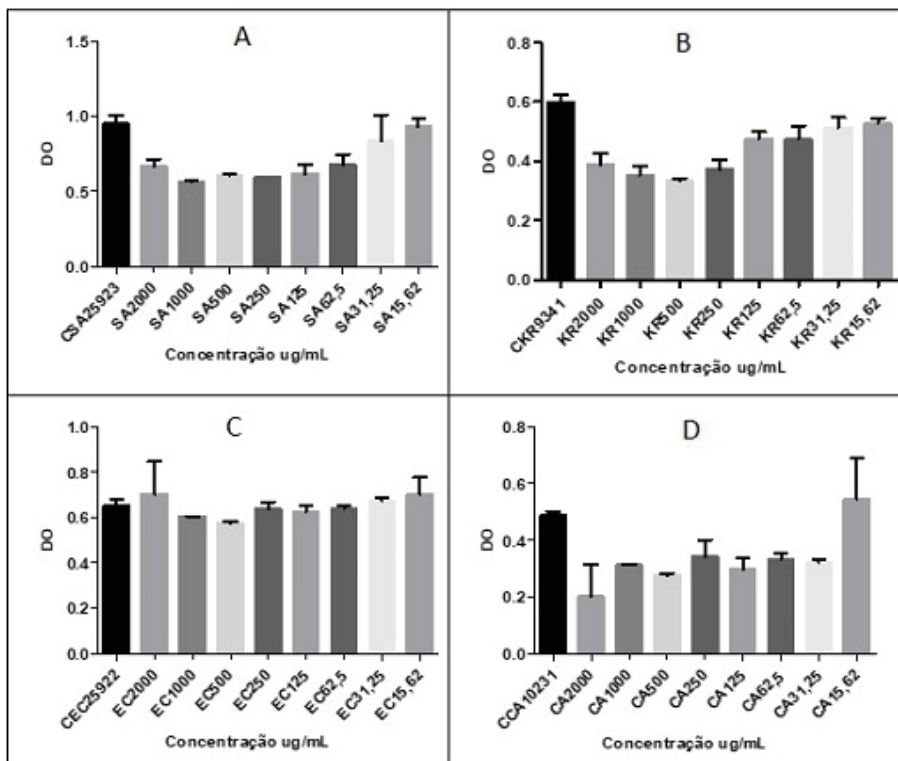 A
1.5
1.0
0.5
0.0
DO
CSA25923
SA2000
SA1000
SA500
SA250
SA125
SA62,5
SA31,25
SA15,62
Concentração ug/mL
B
0.8
0.6
0.4
0.2
0.0
DO
CKR9341
KR2000
KR1000
KR500
KR250
KR125
KR62,5
KR31,25
KR15,62
Concentração ug/mL
C
1.0
0.8
0.6
0.4
0.2
0.0
DO
CEC25922
EC2000
EC1000
EC500
EC250
EC125
EC62,5
EC31,25
EC15,62
Concentração ug/mL
D
0.8
0.6
0.4
0.2
0.0
DO
CCA10231
CA2000
CA1000
CA500
CA250
CA125
CA62,5
CA31,25
CA15,62
Concentração ug/mL